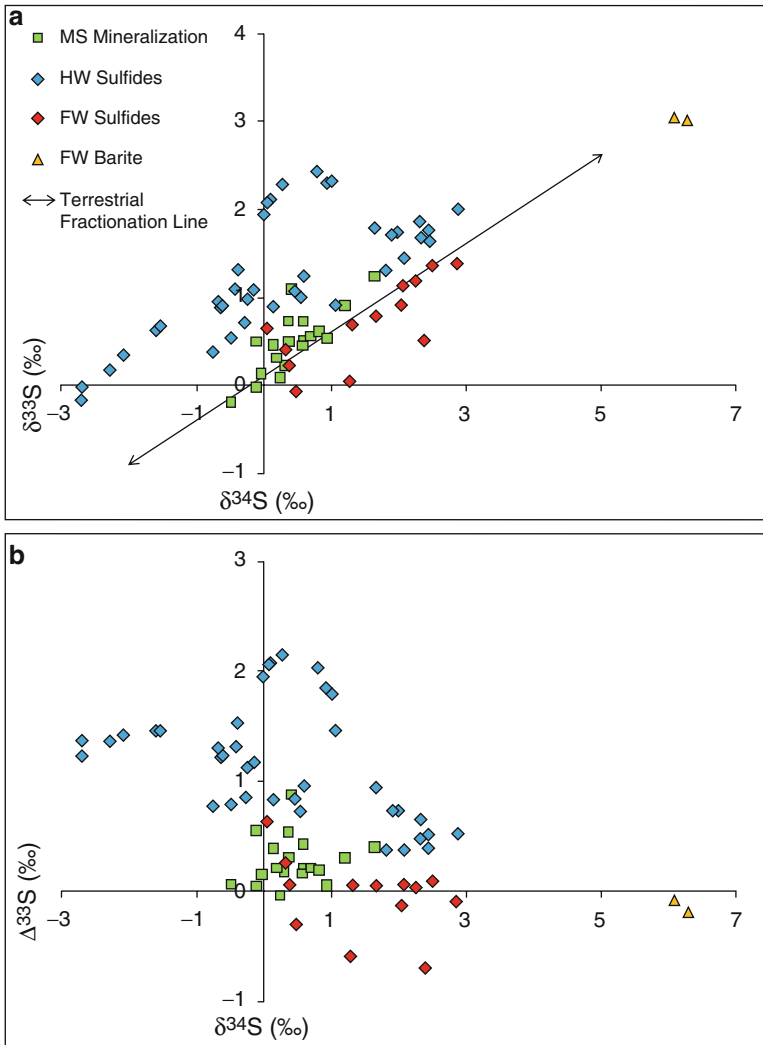 a
MS Mineralization
HW Sulfides
FW Sulfides
FW Barite
Terrestrial
Fractionation Line
4
3
2
1
0
−3
−1
1
3
5
7
−1
δ33S (‰)
δ34S (‰)
b
3
2
1
0
−3
−1
1
3
5
7
−1
Δ33S (‰)
δ34S (‰)